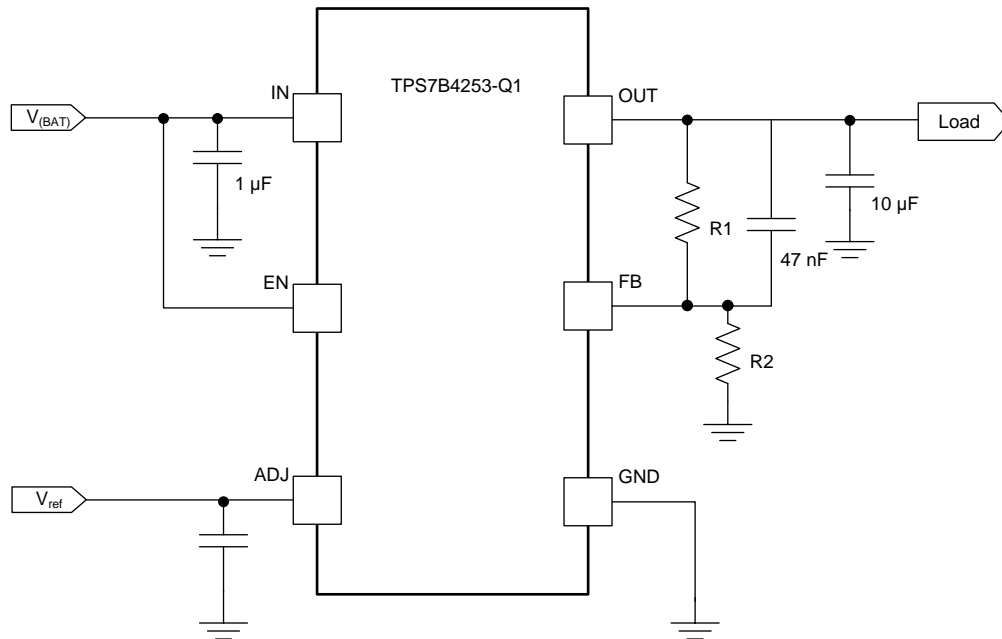 TPS7B4253-Q1
IN
OUT
V(BAT)
Load
1 µF
10 µF
R1
47 nF
EN
FB
R2
ADJ
GND
Vref